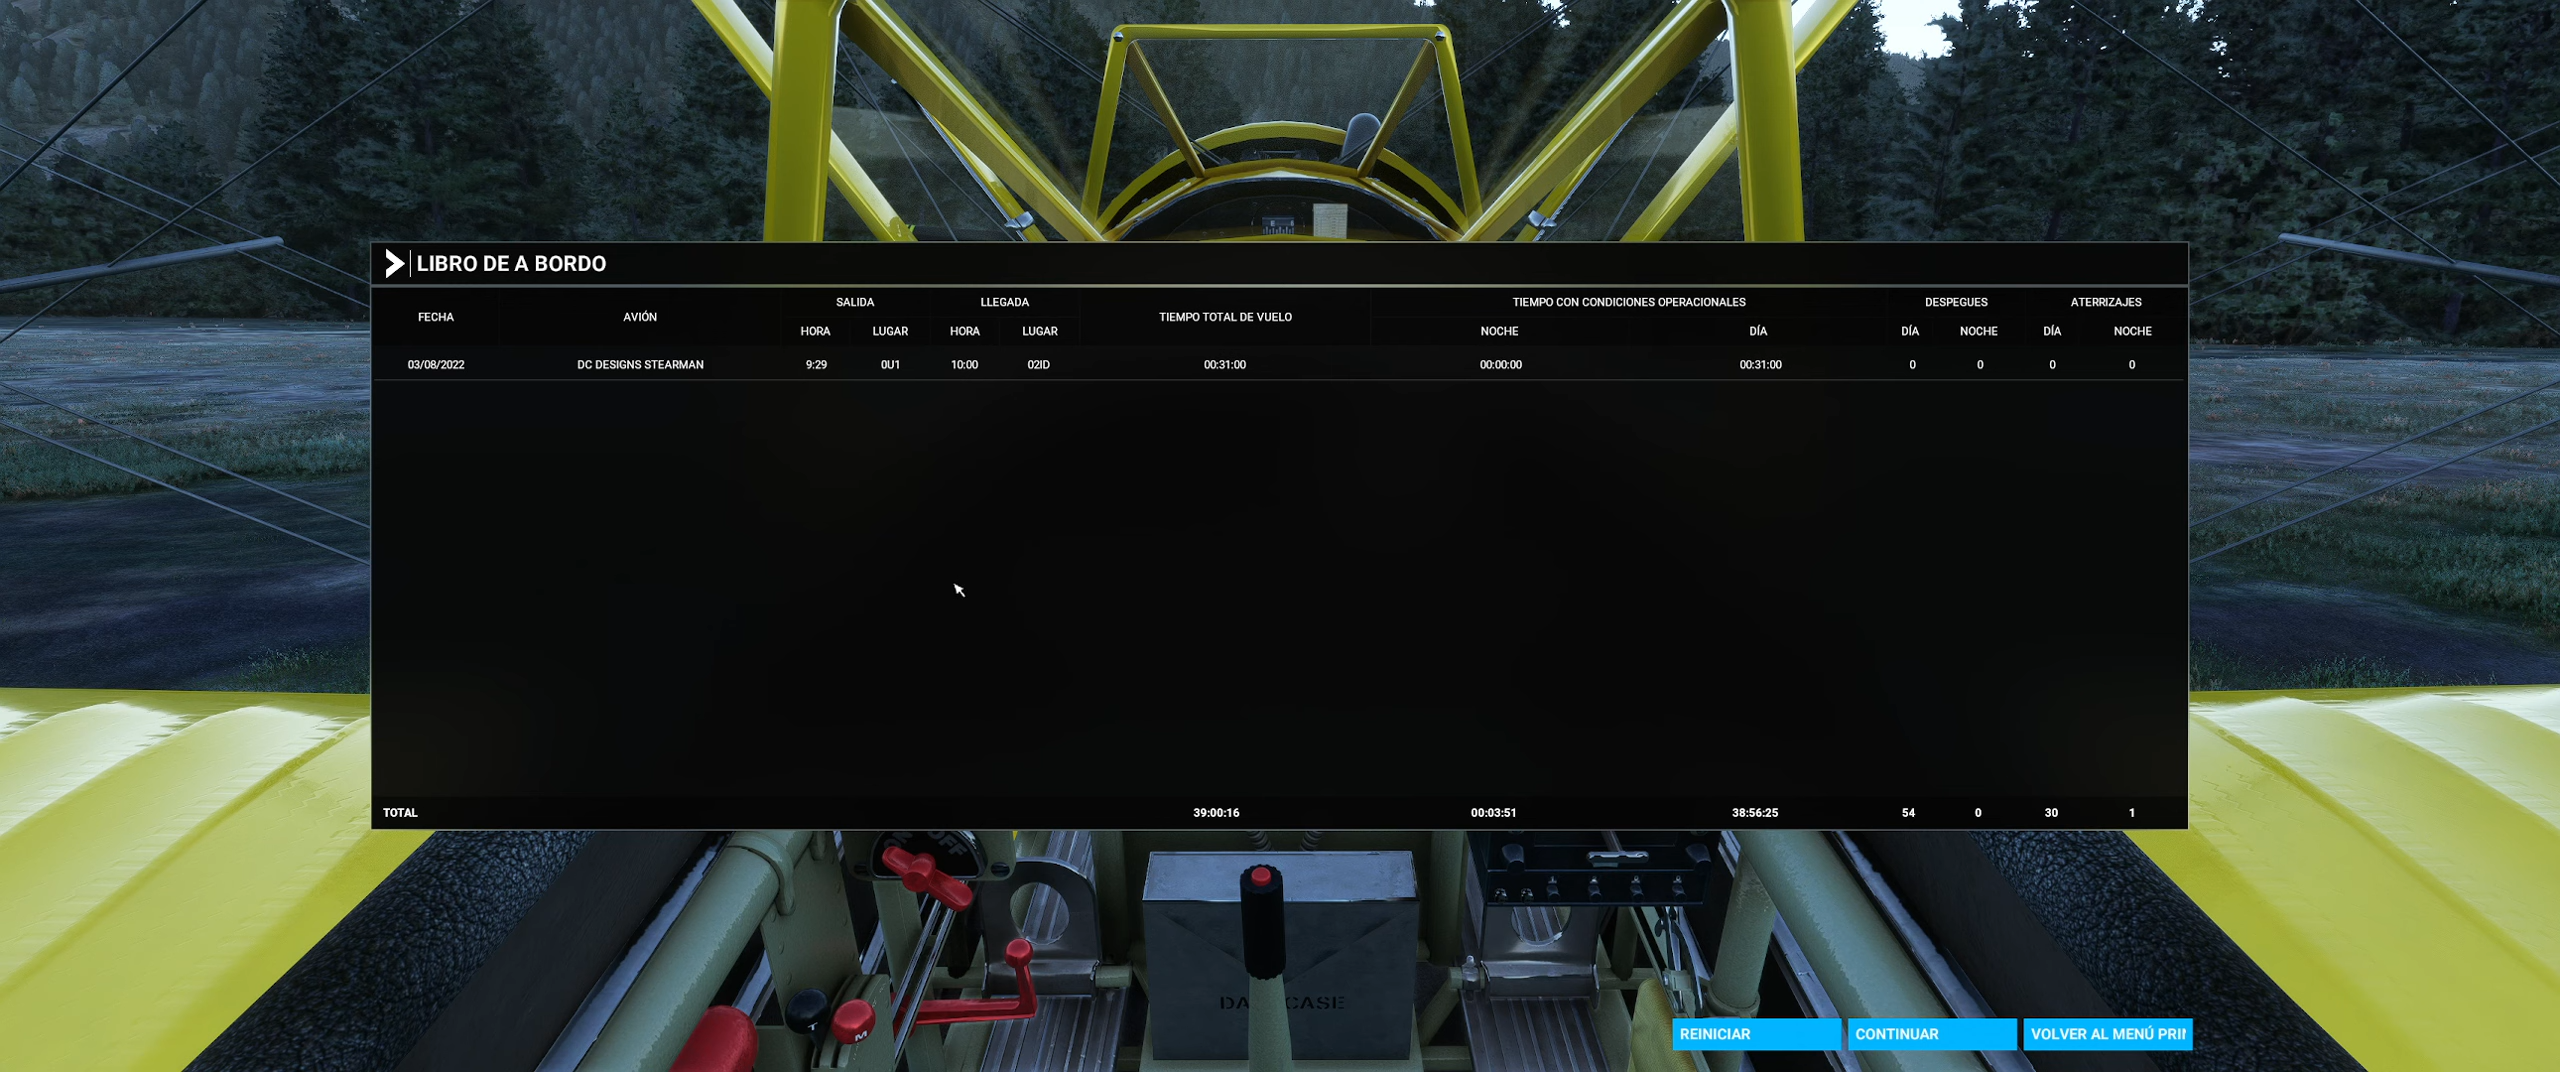 LIBRO DE A BORDO
FECHA AVIÓN SALIDA LLEGADA TIEMPO TOTAL DE VUELO TIEMPO CON CONDICIONES OPERACIONALES DESPEGUES ATERRIZAJES
HORA LUGAR HORA LUGAR NOCHE DÍA DÍA NOCHE DÍA NOCHE
03/08/2022 DC DESIGNS STEARMAN 9:29 0U1 10:00 02ID 00:31:00 00:00:00 00:31:00 0 0 0 0
TOTAL 39:00:16 00:03:51 38:56:25 54 0 30 1
OFF
T
M
REINICIAR CONTINUAR VOLVER AL MENÚ PRI